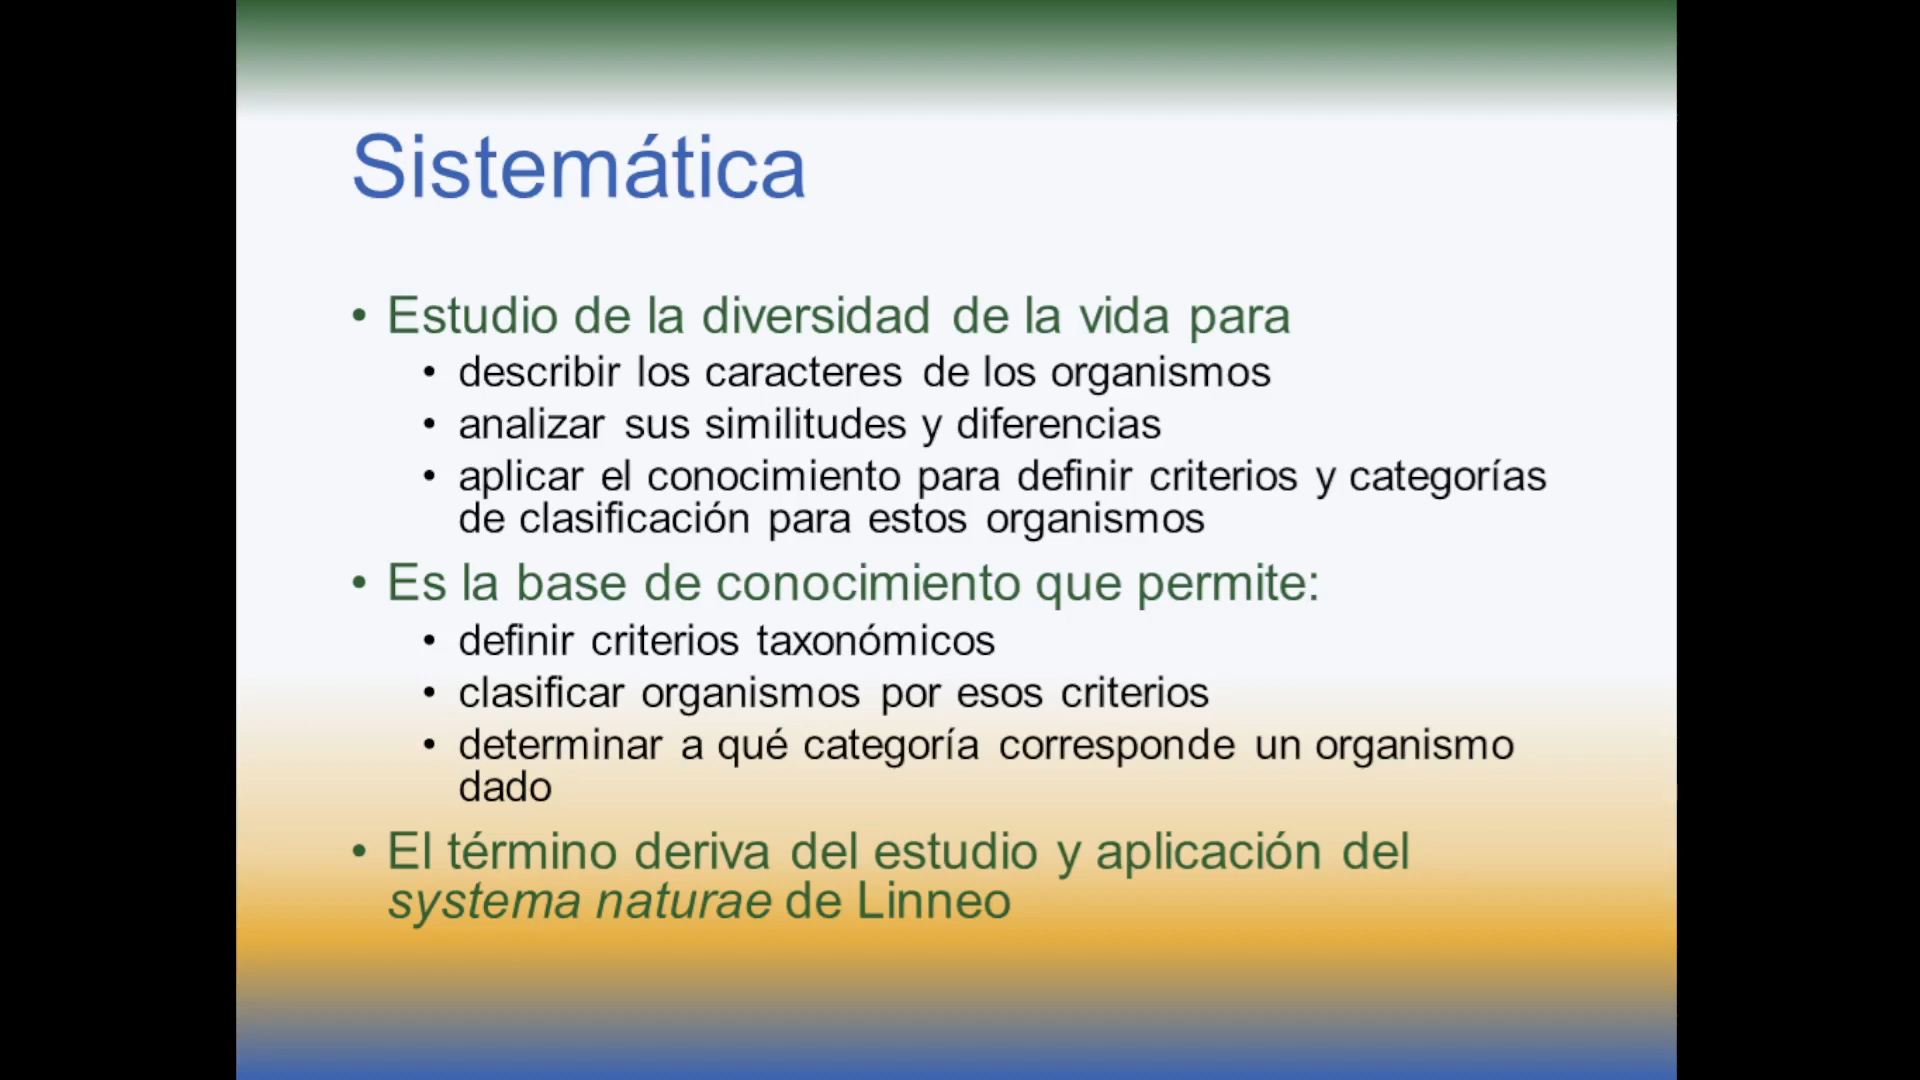 Sistemática
• Estudio de la diversidad de la vida para
• describir los caracteres de los organismos
• analizar sus similitudes y diferencias
• aplicar el conocimiento para definir criterios y categorías
de clasificación para estos organismos
• Es la base de conocimiento que permite:
• definir criterios taxonómicos
• clasificar organismos por esos criterios
• determinar a qué categoría corresponde un organismo
dado
• El término deriva del estudio y aplicación del
systema naturae de Linneo